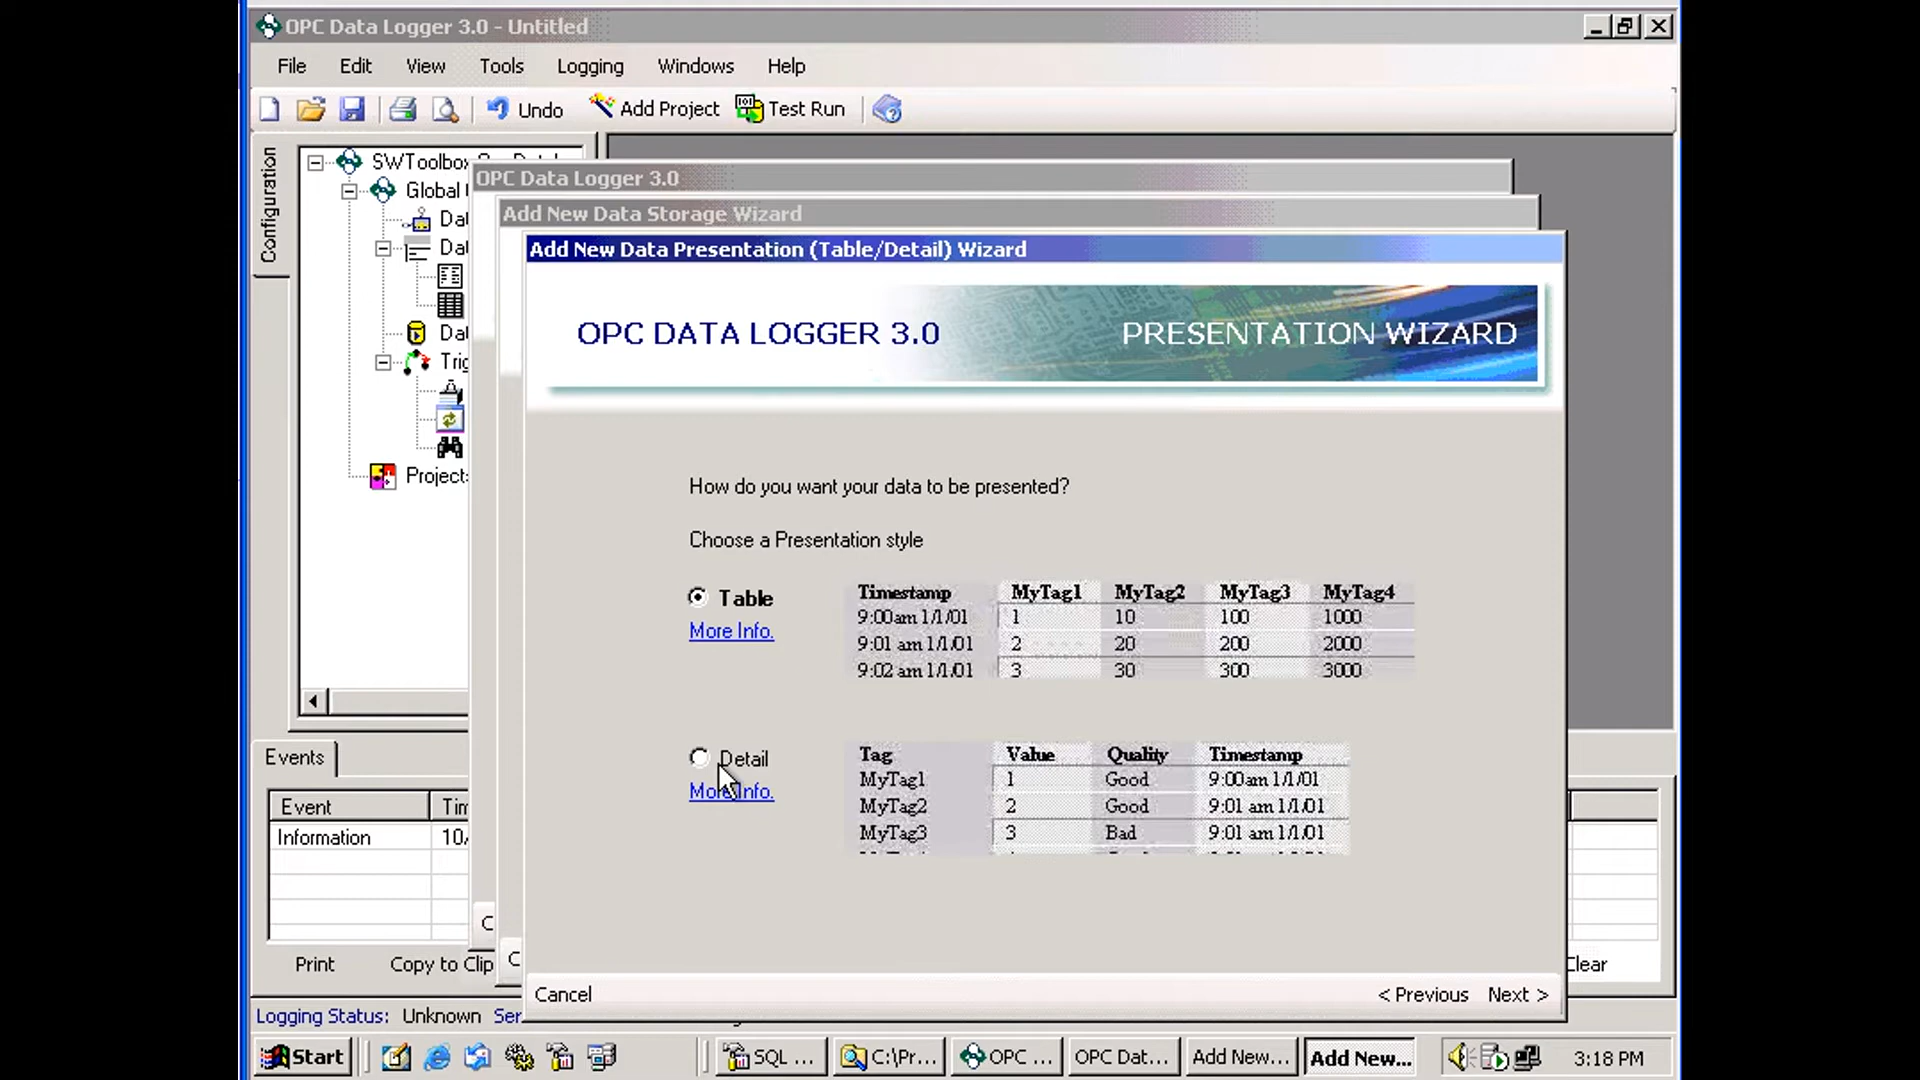 OPC Data Logger 3.0 - Untitled
File Edit View Tools Logging Windows Help
Undo Add Project Test Run
Configuration
SWToolbox
Global
Projects
OPC Data Logger 3.0
Add New Data Storage Wizard
Add New Data Presentation (Table/Detail) Wizard
OPC DATA LOGGER 3.0 PRESENTATION WIZARD
How do you want your data to be presented?
Choose a Presentation style
Table
More Info.
Timestamp MyTag1 MyTag2 MyTag3 MyTag4
9:00am 1/1/01 1 10 100 1000
9:01 am 1/1/01 2 20 200 2000
9:02 am 1/1/01 3 30 300 3000
Detail
More Info.
Tag Value Quality Timestamp
MyTag1 1 Good 9:00am 1/1/01
MyTag2 2 Good 9:01 am 1/1/01
MyTag3 3 Bad 9:01 am 1/1/01
Cancel < Previous Next >
Events
Event Tim
Information 10/
Print Copy to Clip Clear
Logging Status: Unknown Ser
Start SQL ... C:\Pr... OPC ... OPC Dat... Add New... Add New... 3:18 PM